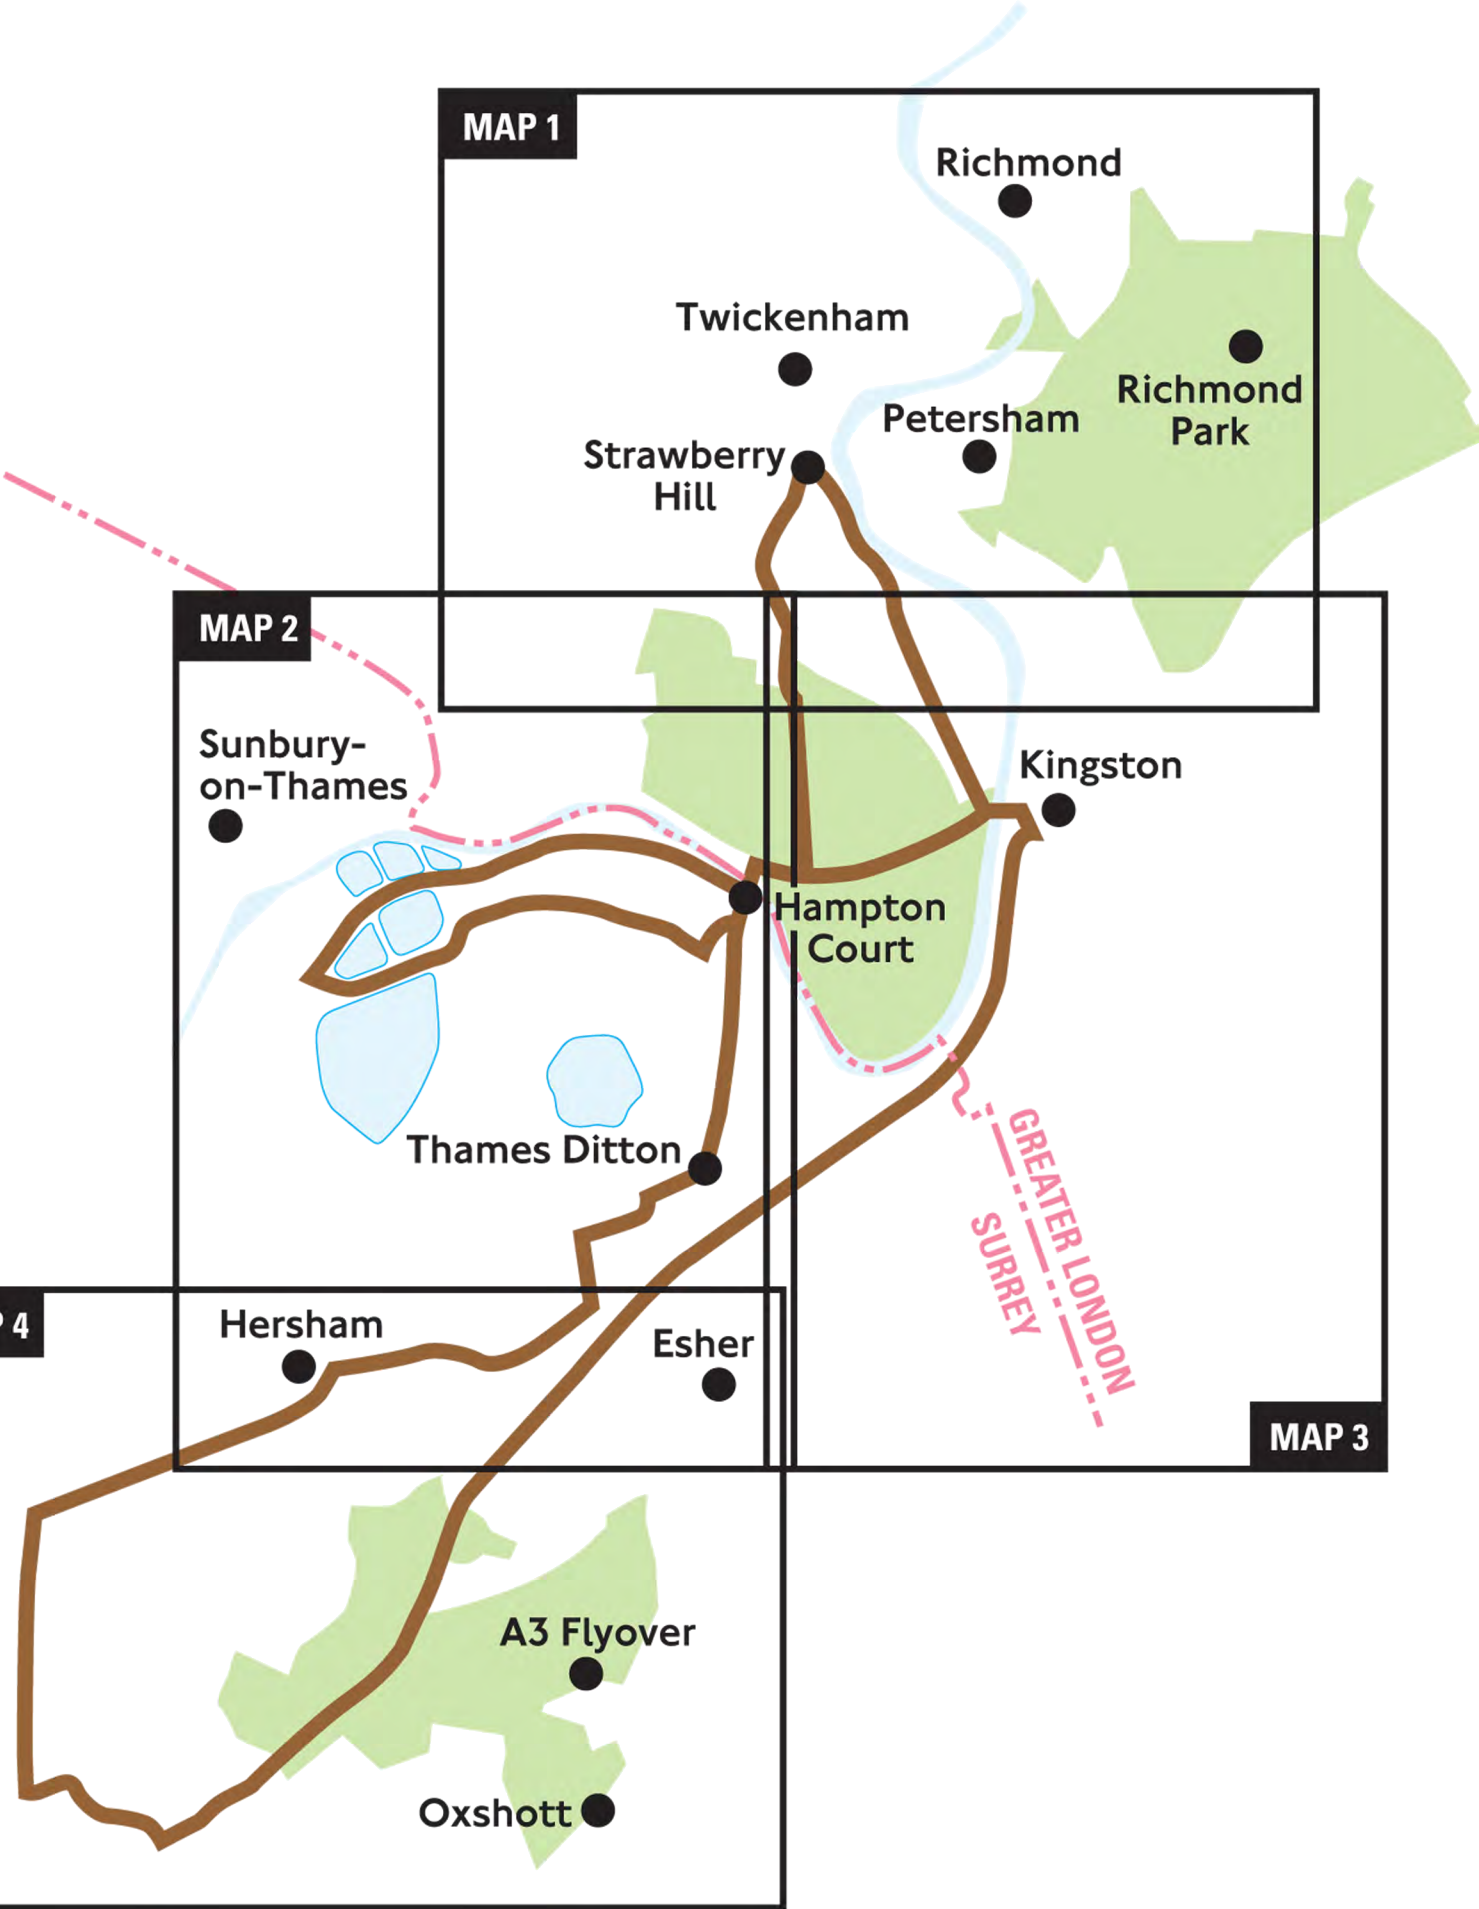 MAP 1
Richmond
Twickenham
Richmond
Park
Petersham
Strawberry
Hill
MAP 2
Sunbury-
on-Thames
Kingston
Hampton
Court
Thames Ditton
GREATER LONDON
SURREY
4
Hersham
Esher
MAP 3
A3 Flyover
Oxshott